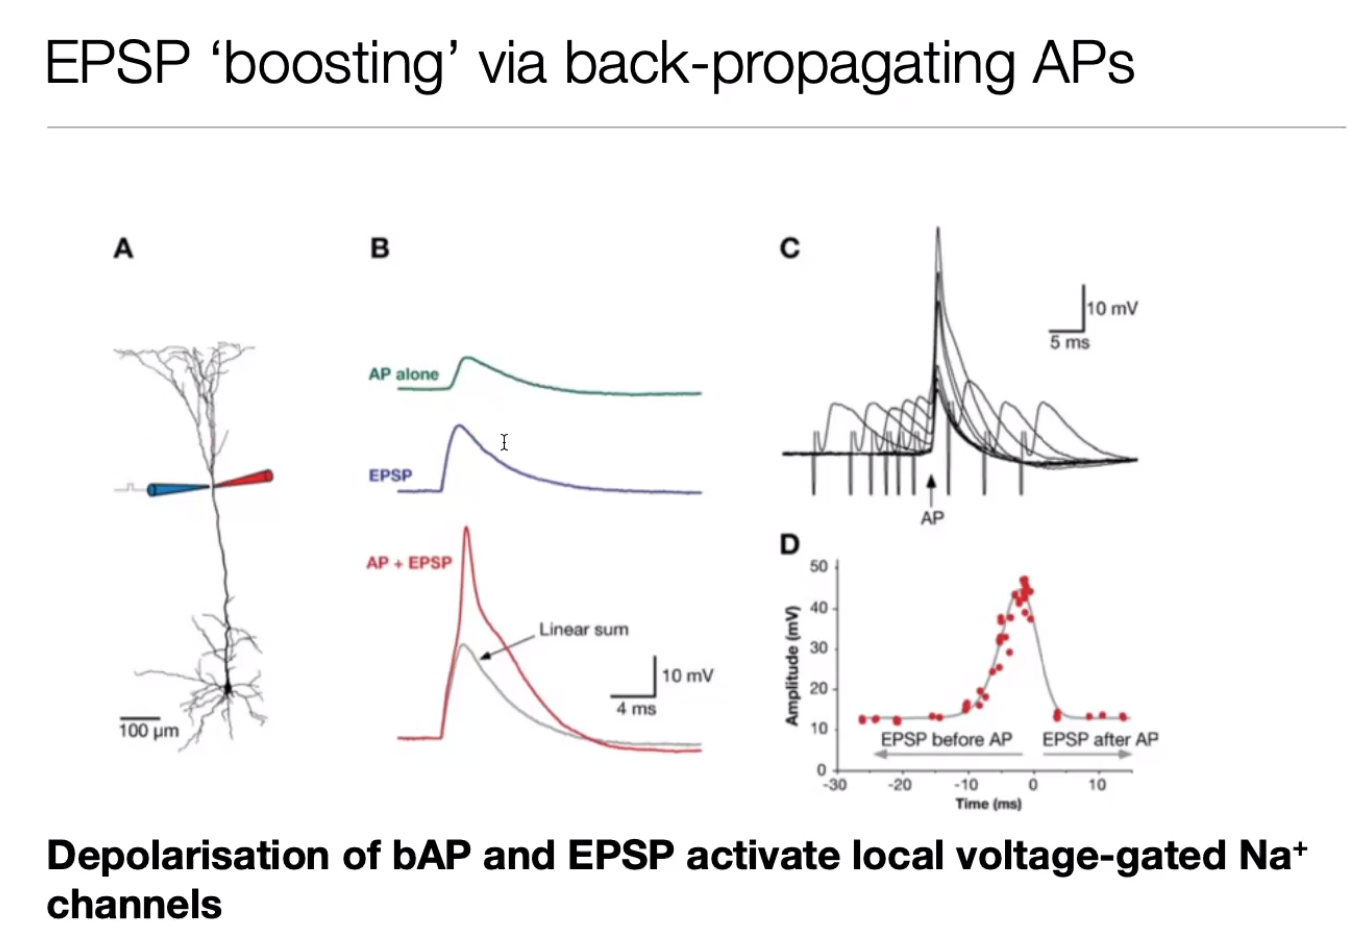 EPSP ‘boosting’ via back-propagating APs
A
100 µm
B
AP alone
EPSP
AP + EPSP
Linear sum
10 mV
4 ms
C
10 mV
5 ms
AP
D
Amplitude (mV)
50
40
30
20
10
0
EPSP before AP
EPSP after AP
-30 -20 -10 0 10
Time (ms)
Depolarisation of bAP and EPSP activate local voltage-gated Na⁺
channels